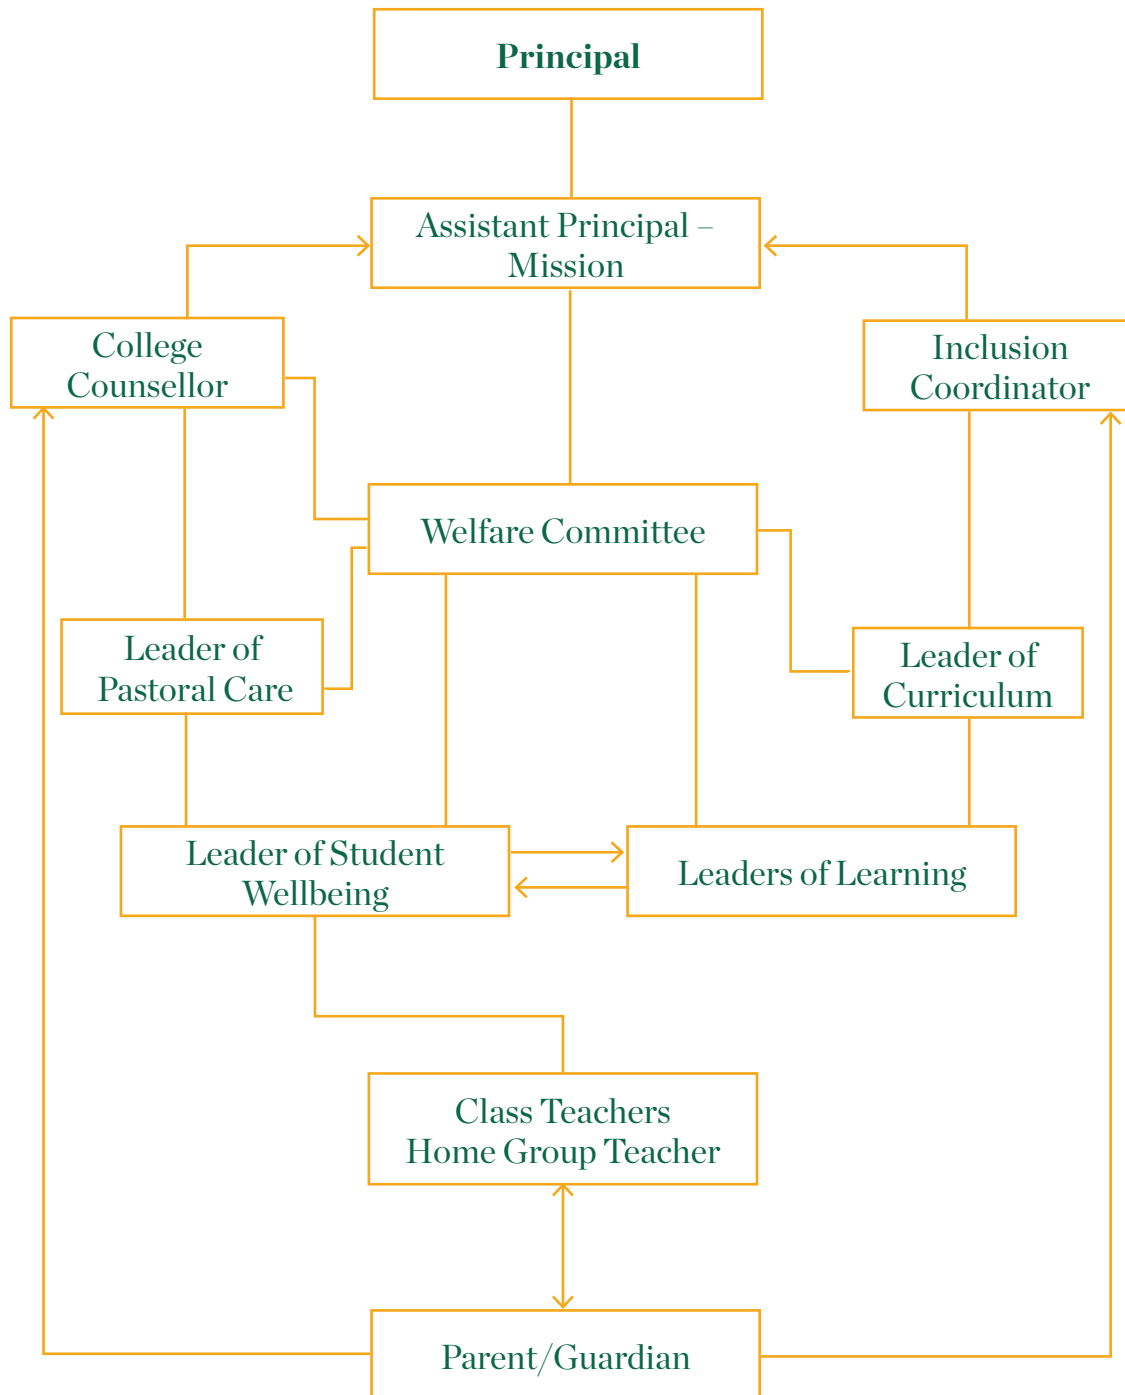 Principal
Assistant Principal –
Mission
College
Counsellor
Inclusion
Coordinator
Welfare Committee
Leader of
Pastoral Care
Leader of
Curriculum
Leader of Student
Wellbeing
Leaders of Learning
Class Teachers
Home Group Teacher
Parent/Guardian